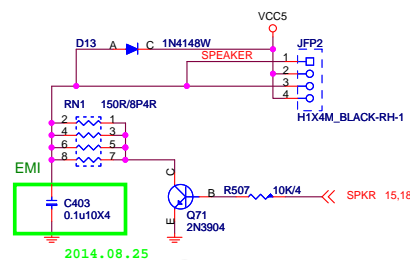 VCC5
D13 A C 1N4148W
JFP2
SPEAKER
1
2
3
4
H1X4M_BLACK-RH-1
RN1 150R/8P4R
2 1
4 3
6 5
8 7
EMI
C403
0.1u10X4
2014.08.25
C
B
E
Q71
2N3904
R507 10K/4
SPKR 15,18